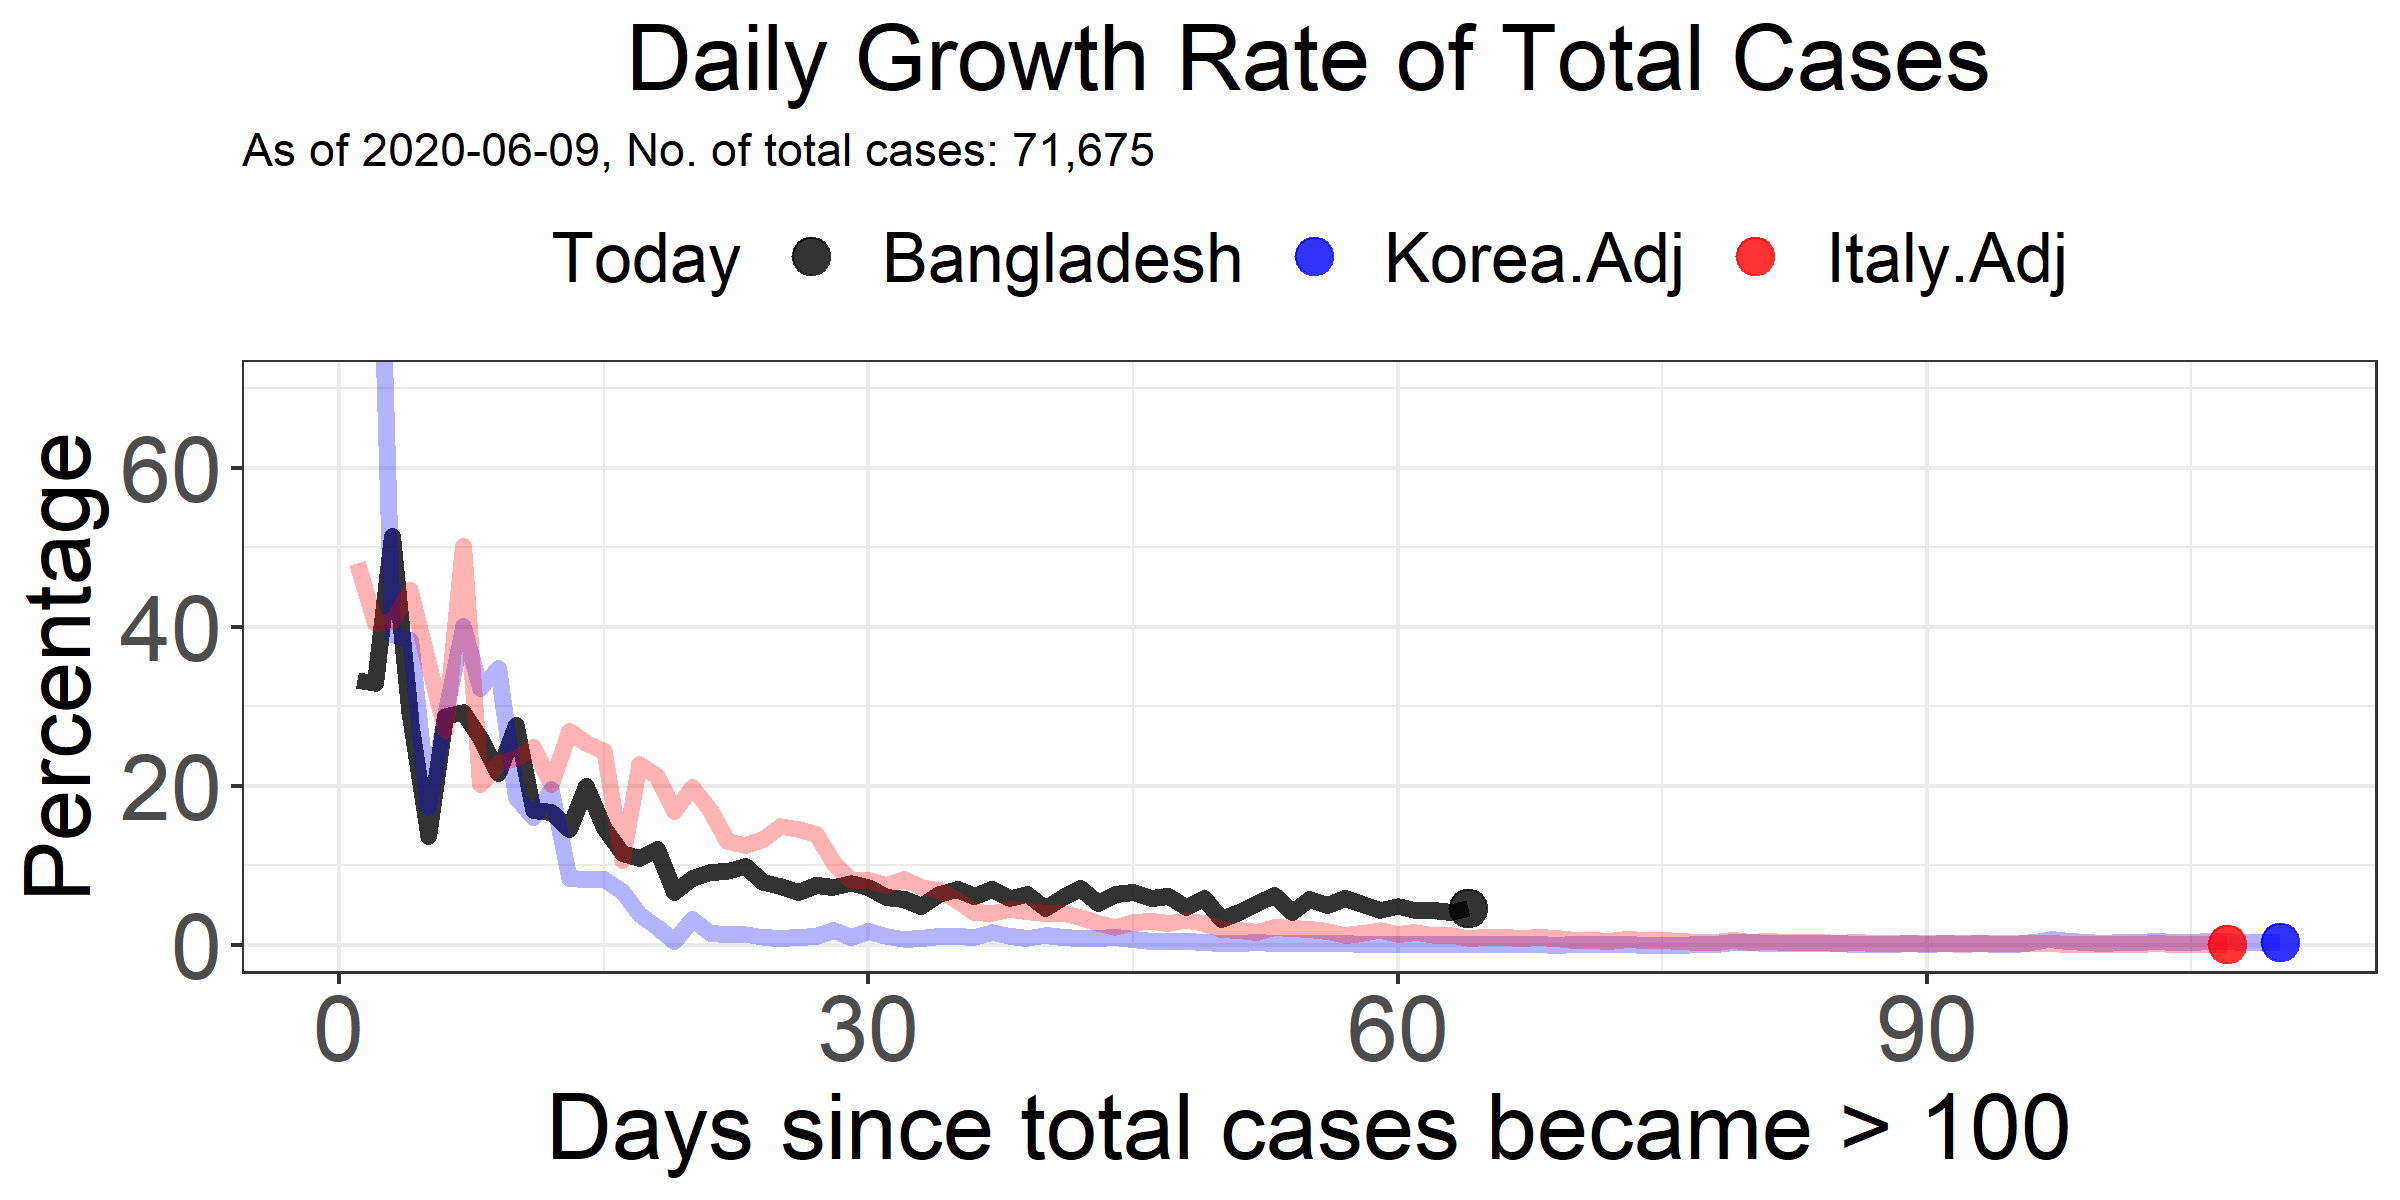 Daily Growth Rate of Total Cases
As of 2020-06-09, No. of total cases: 71,675
Today Bangladesh Korea.Adj Italy.Adj
Percentage
60
40
20
0
0 30 60 90
Days since total cases became > 100